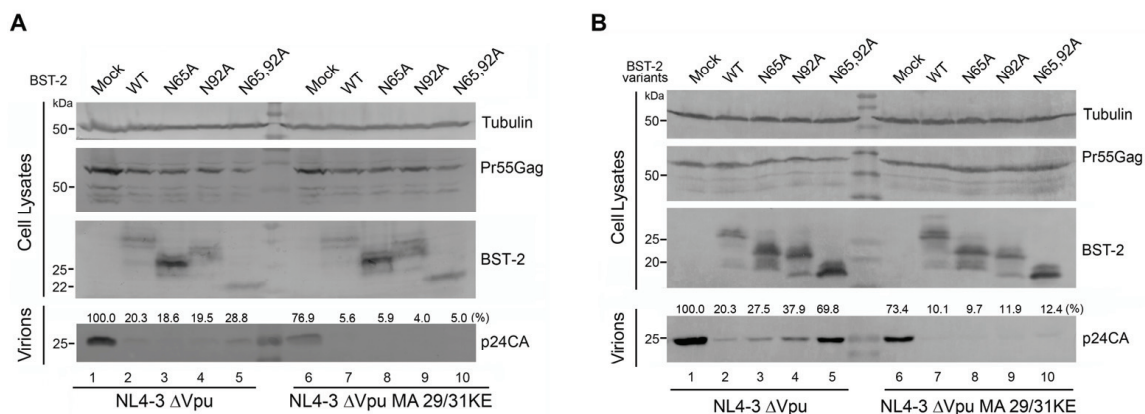 A
BST-2
Mock WT N65A N92A N65,92A Mock WT N65A N92A N65,92A
kDa
50 Tubulin
Pr55Gag
50
Cell Lysates
BST-2
25
22
Virions
100.0 20.3 18.6 19.5 28.8 76.9 5.6 5.9 4.0 5.0 (%)
25 p24CA
1 2 3 4 5 6 7 8 9 10
NL4-3 ΔVpu NL4-3 ΔVpu MA 29/31KE
B
BST-2
variants
Mock WT N65A N92A N65,92A Mock WT N65A N92A N65,92A
kDa
50 Tubulin
Pr55Gag
50
Cell Lysates
25 BST-2
20
Virions
100.0 20.3 27.5 37.9 69.8 73.4 10.1 9.7 11.9 12.4 (%)
25 p24CA
1 2 3 4 5 6 7 8 9 10
NL4-3 ΔVpu NL4-3 ΔVpu MA 29/31KE